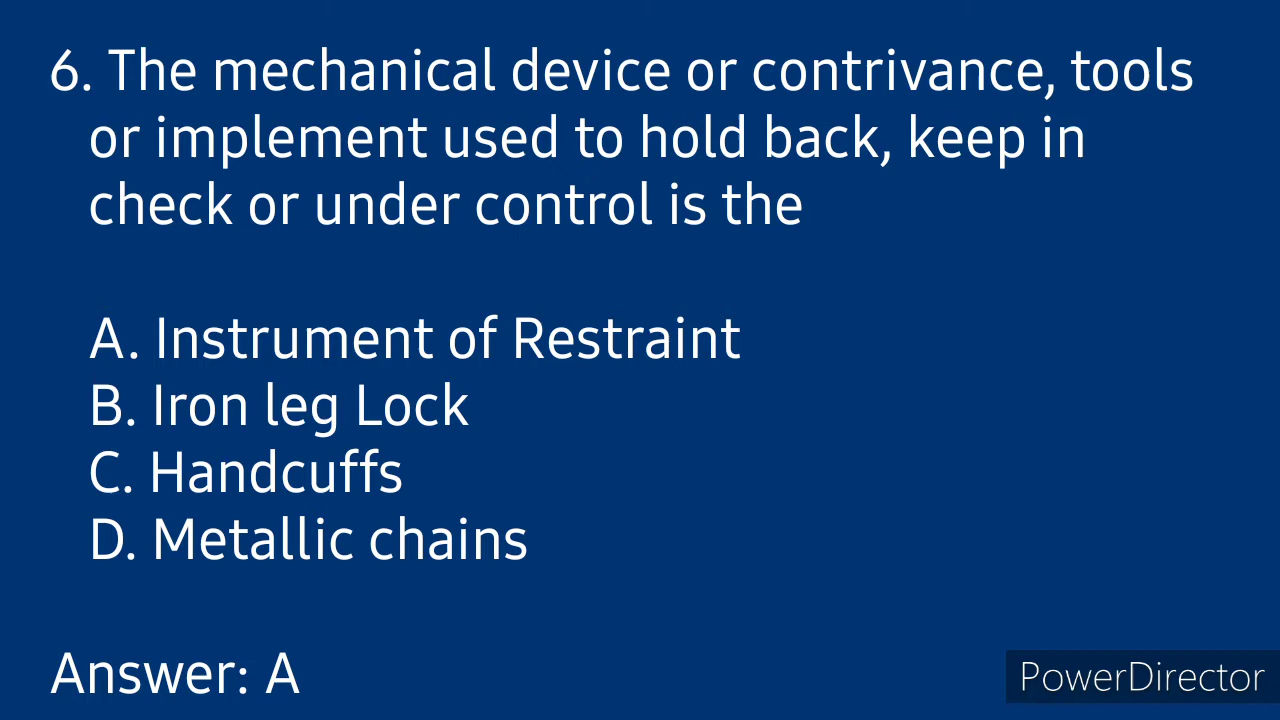 6. The mechanical device or contrivance, tools
or implement used to hold back, keep in
check or under control is the
A. Instrument of Restraint
B. Iron leg Lock
C. Handcuffs
D. Metallic chains
Answer: A
PowerDirector